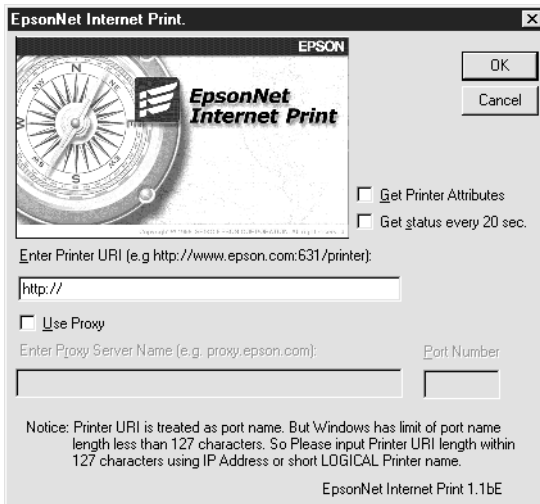 EpsonNet Internet Print.
EPSON
EpsonNet
Internet Print
N
S
W
OK
Cancel
Get Printer Attributes
Get status every 20 sec.
Enter Printer URI (e.g http://www.epson.com:631/printer):
http://
Use Proxy
Enter Proxy Server Name (e.g. proxy.epson.com):
Port Number
Notice: Printer URI is treated as port name. But Windows has limit of port name
length less than 127 characters. So Please input Printer URI length within
127 characters using IP Address or short LOGICAL Printer name.
EpsonNet Internet Print 1.1bE